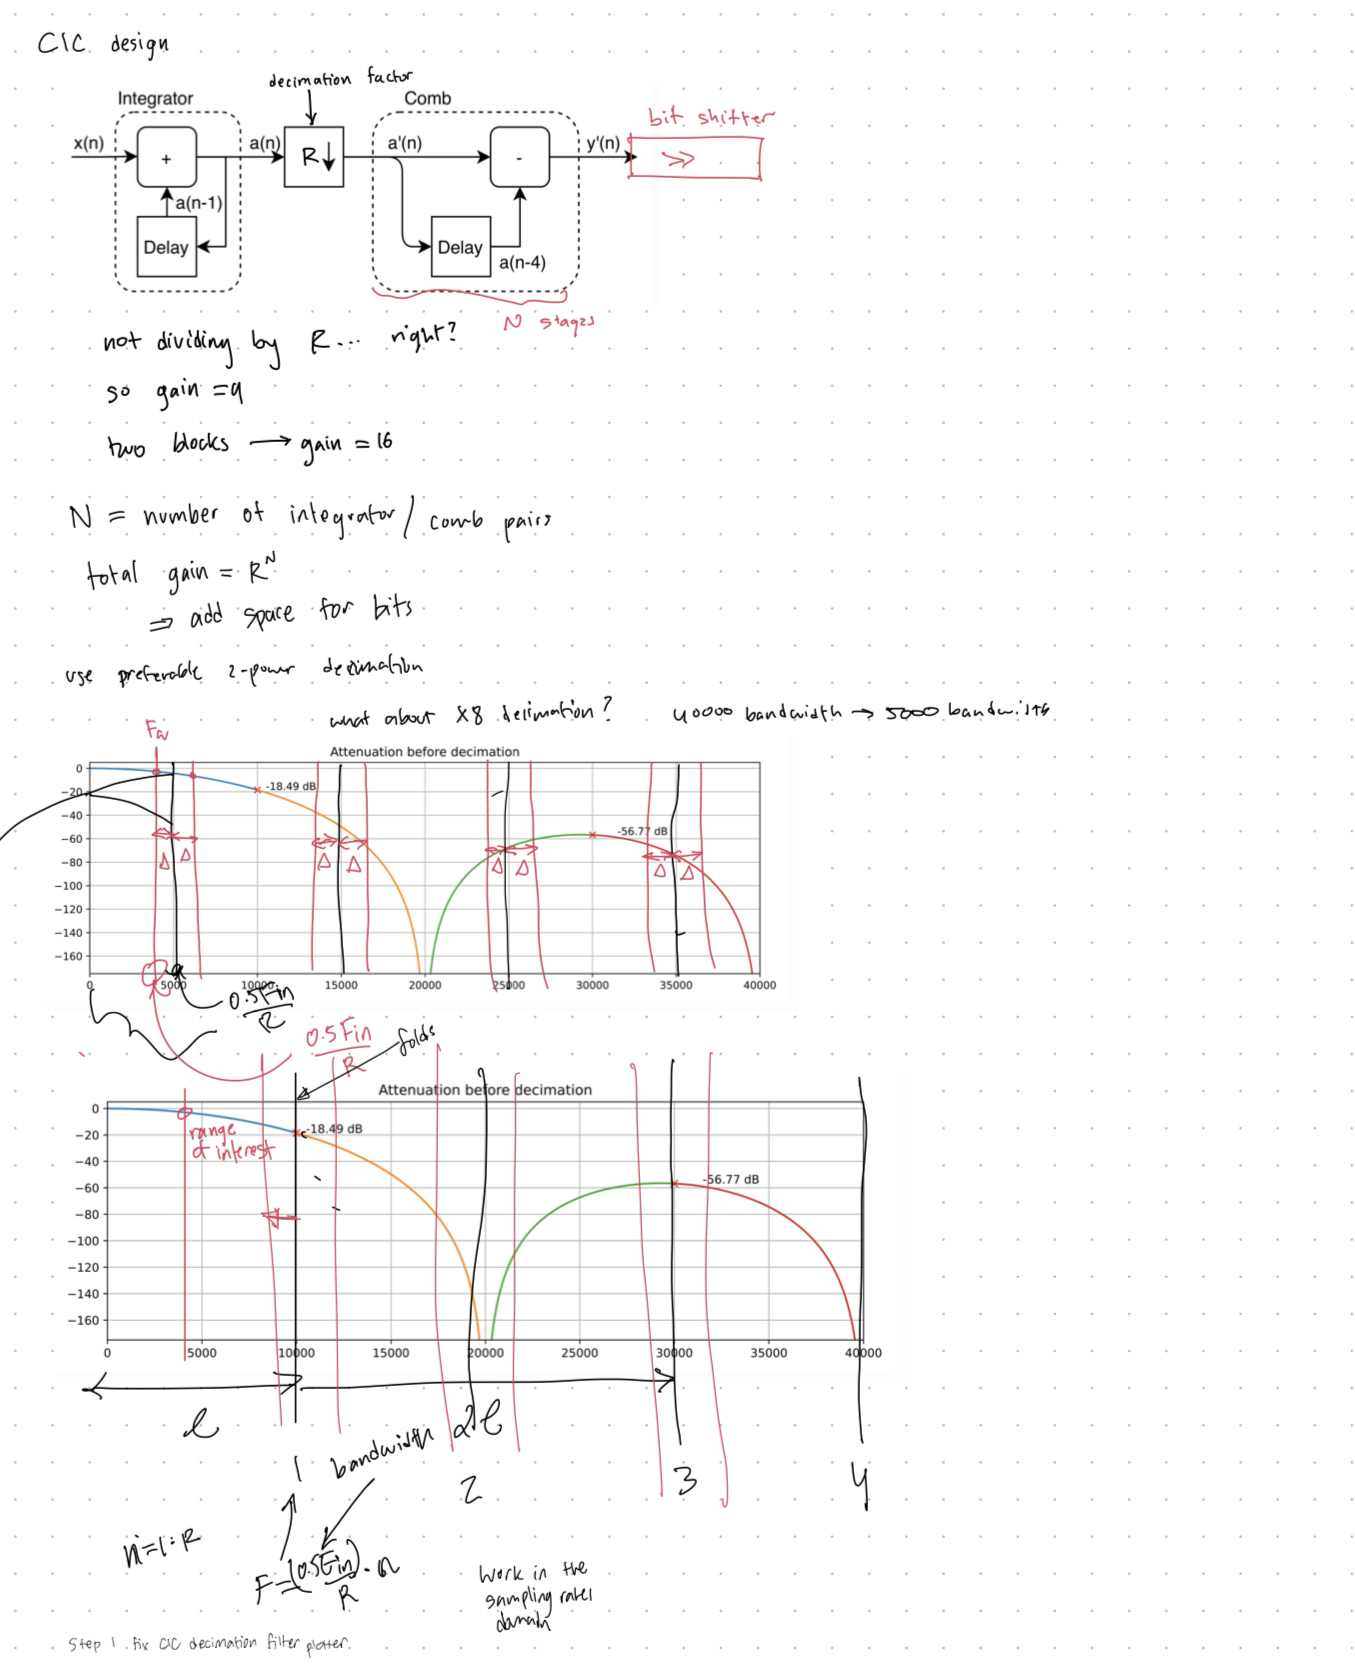 CIC design
decimation factor
Integrator
Comb
bit shifter
x(n)
+
a(n)
R↓
a'(n)
-
y'(n)
>>
a(n-1)
Delay
Delay
a(n-4)
N stages
not dividing by R... right?
so gain = 4
two blocks → gain = 16
N = number of integrator / comb pairs
total gain = R^N
⇒ add space for bits
use preferable 2-power decimation
what about x8 decimation? 40000 bandwidth → 5000 bandwidth
Attenuation before decimation
0
−20
−40
−60
−80
−100
−120
−140
−160
-18.49 dB
-56.77 dB
Δ Δ Δ Δ Δ Δ Δ Δ
0 5000 10000 15000 20000 25000 30000 35000 40000
0.5Fin
R
0.5Fin
R
folds
Attenuation before decimation
0
−20
−40
−60
−80
−100
−120
−140
−160
-18.49 dB
-56.77 dB
range
of interest
0 5000 10000 15000 20000 25000 30000 35000 40000
l
2l
1
bandwidth
2
3
4
n=1:R
F=(0.5Fin)/R · n
Work in the
sampling rates
domain
Step 1. fix CIC decimation filter plotter.